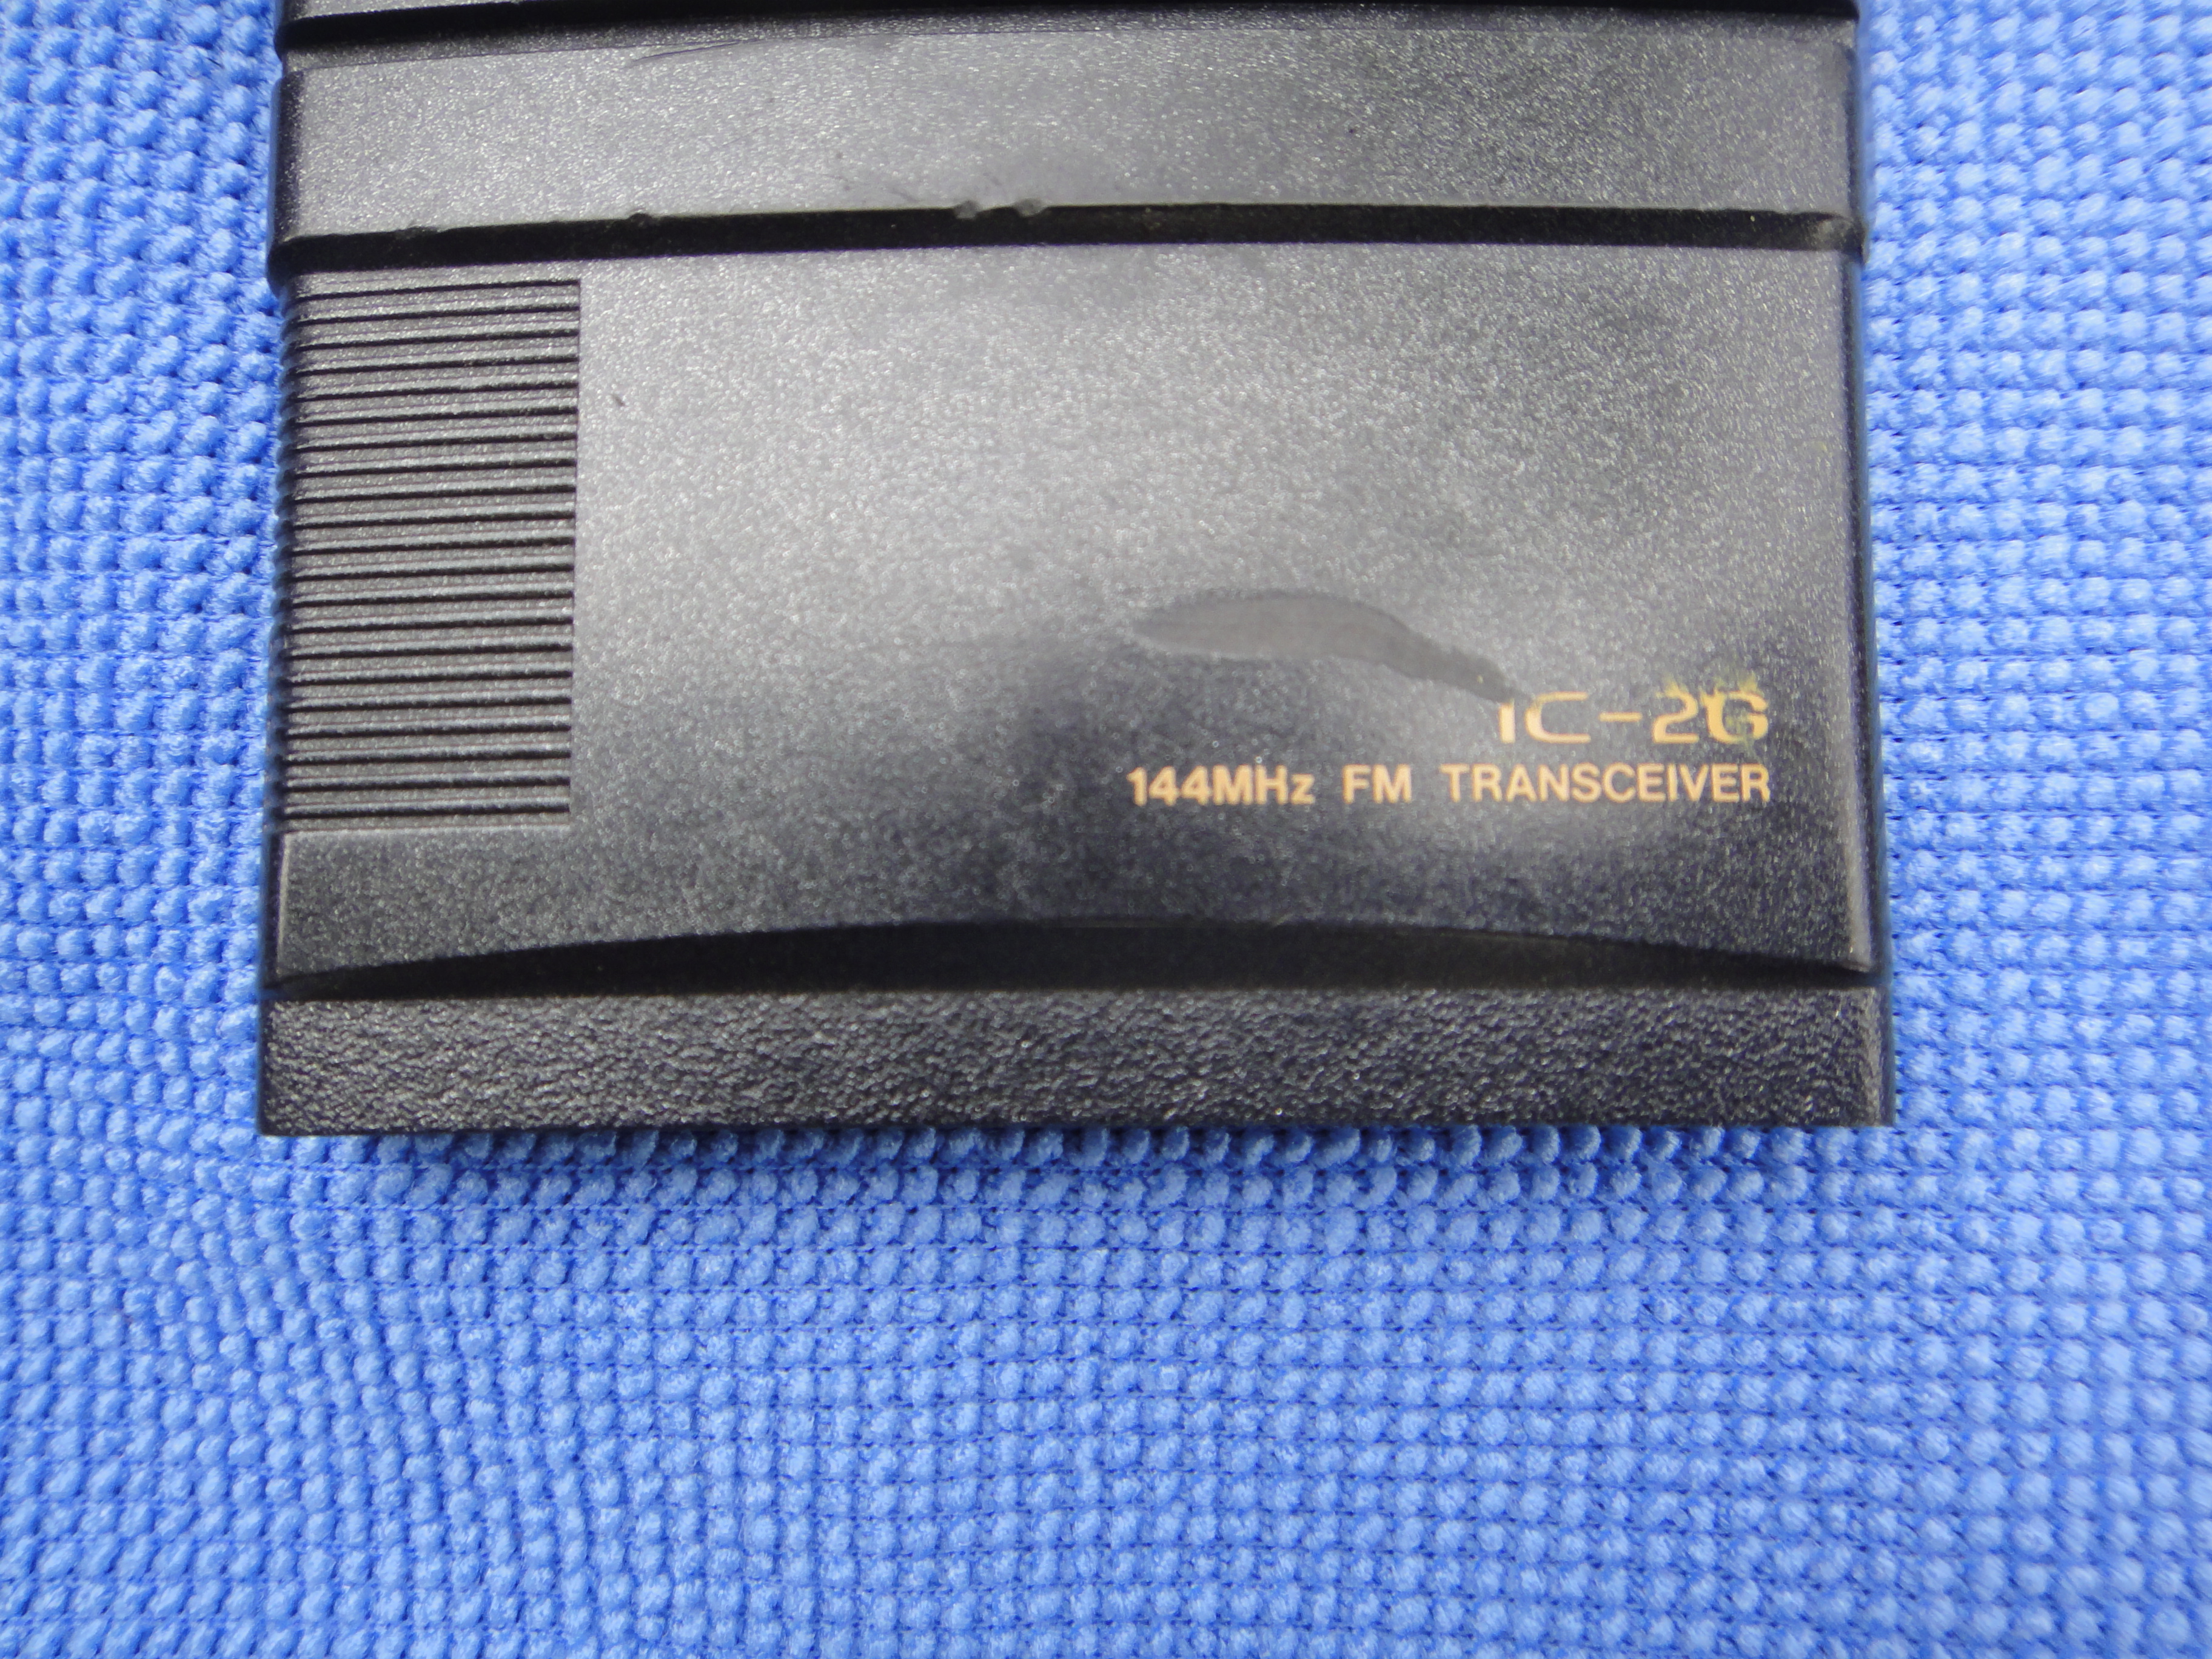 IC-2G
144MHz FM TRANSCEIVER